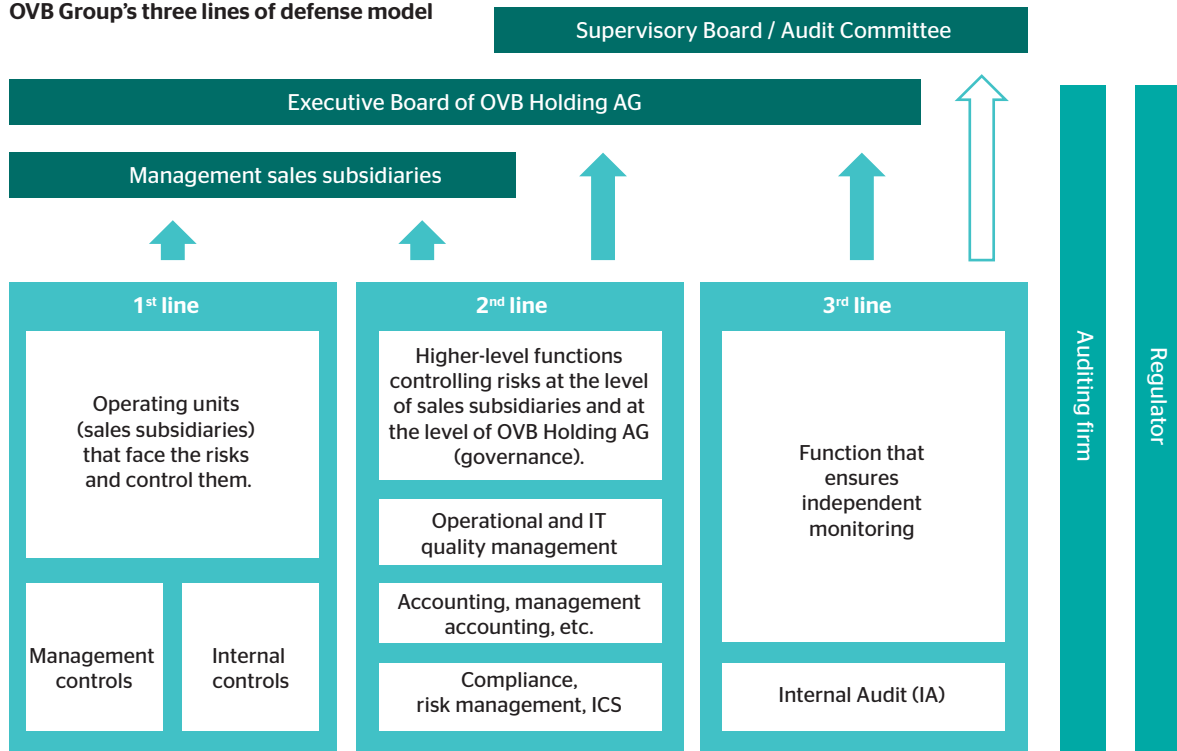 OVB Group's three lines of defense model
Supervisory Board / Audit Committee
Executive Board of OVB Holding AG
Management sales subsidiaries
1st line
Operating units
(sales subsidiaries)
that face the risks
and control them.
Management
controls
Internal
controls
2nd line
Higher-level functions
controlling risks at the level
of sales subsidiaries and at
the level of OVB Holding AG
(governance).
Operational and IT
quality management
Accounting, management
accounting, etc.
Compliance,
risk management, ICS
3rd line
Function that
ensures
independent
monitoring
Internal Audit (IA)
Auditing firm
Regulator